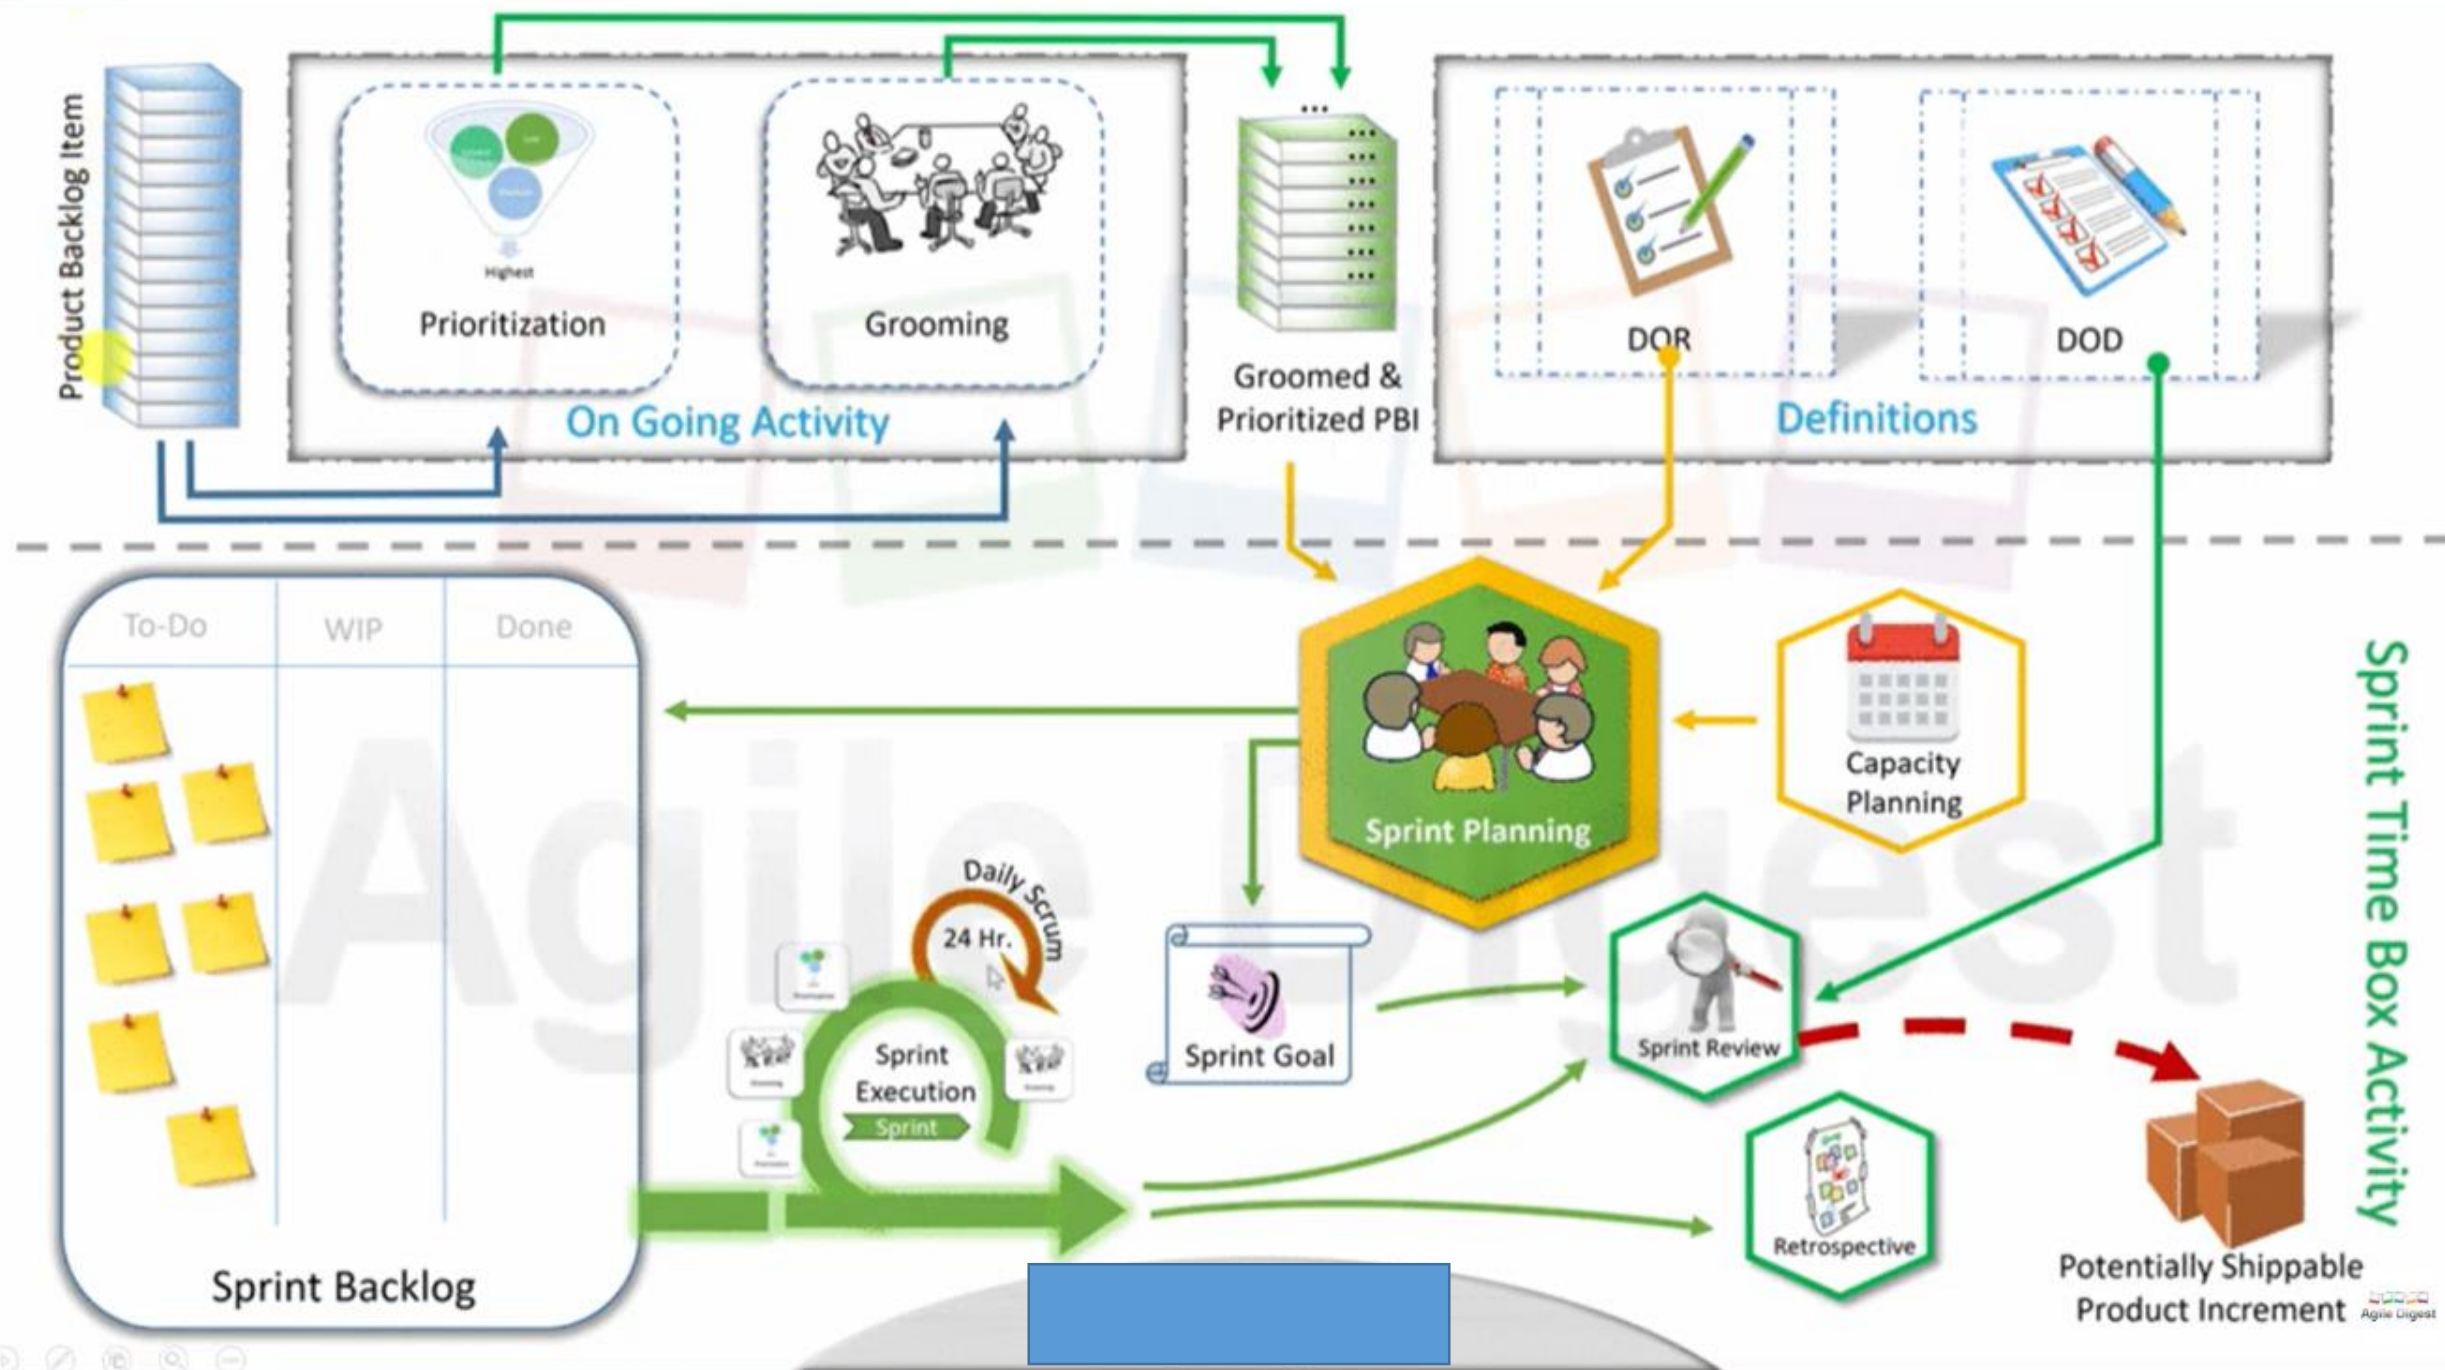 Product Backlog Item
Highest
Prioritization
Grooming
On Going Activity
Groomed &
Prioritized PBI
DOR
DOD
Definitions
To-Do
WIP
Done
Sprint Backlog
Sprint Planning
Capacity
Planning
Daily Scrum
24 Hr.
Sprint
Execution
Sprint
Sprint Goal
Sprint Review
Retrospective
Potentially Shippable
Product Increment
Sprint Time Box Activity
Agile Digest
Agile Digest